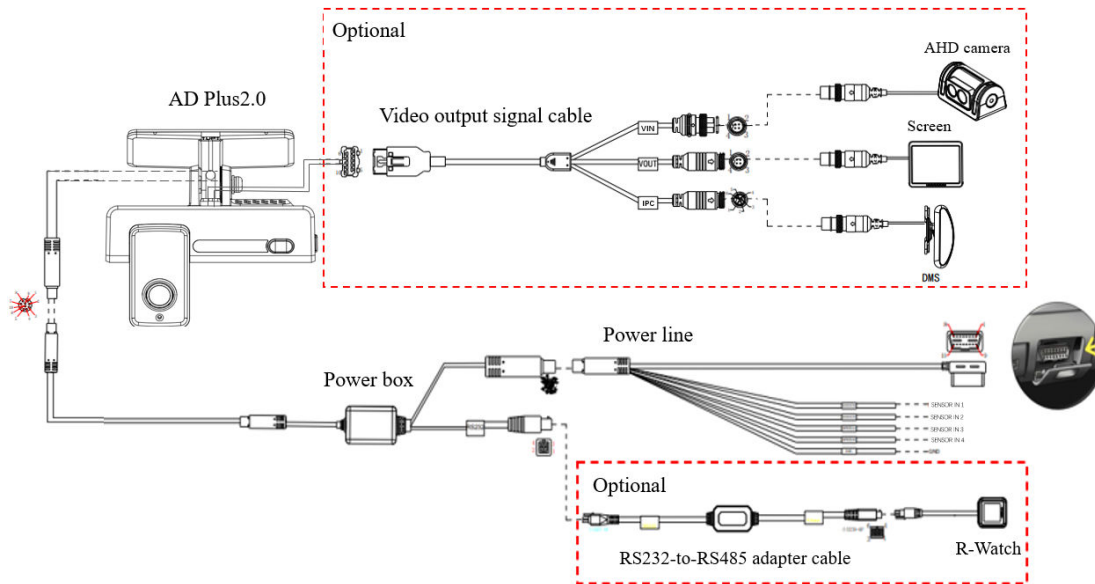 Optional
AHD camera
AD Plus2.0
Video output signal cable
VIN
Screen
VOUT
IPC
DMS
Power line
Power box
SENSOR IN 1
SENSOR IN 2
SENSOR IN 3
SENSOR IN 4
GND
RS232
Optional
RS232-to-RS485 adapter cable
R-Watch